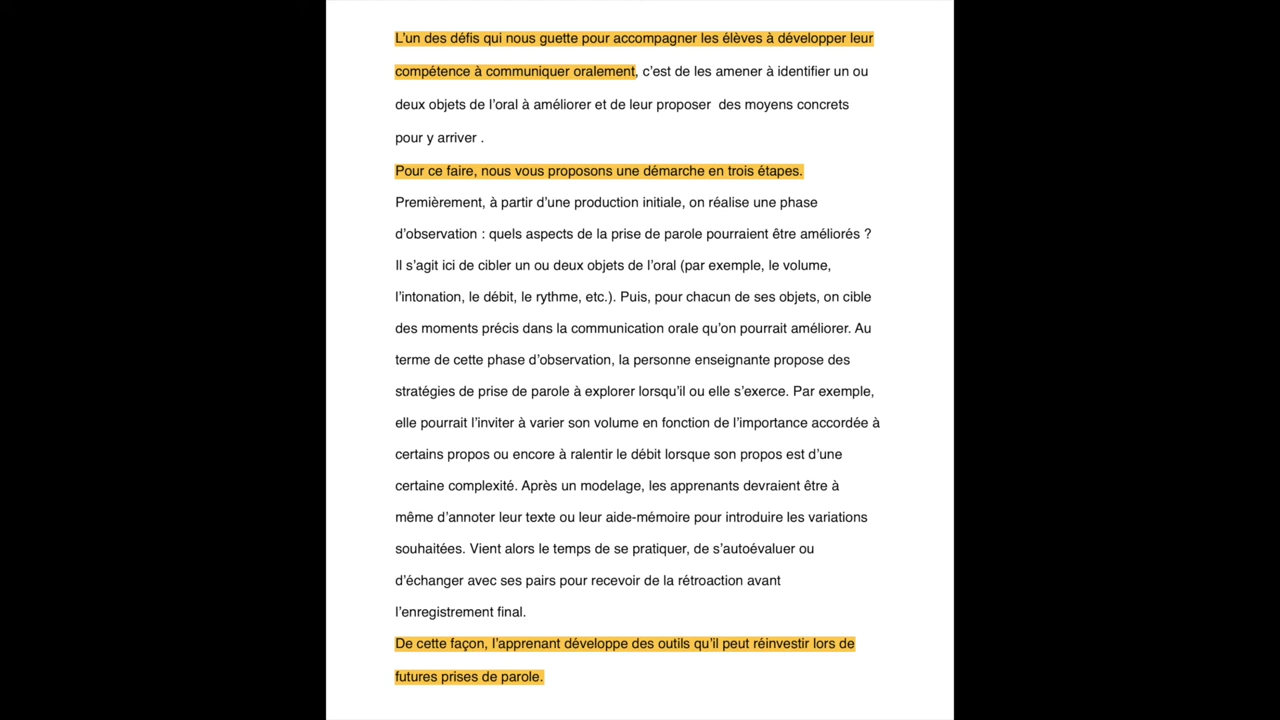 L’un des défis qui nous guette pour accompagner les élèves à développer leur
compétence à communiquer oralement, c’est de les amener à identifier un ou
deux objets de l’oral à améliorer et de leur proposer  des moyens concrets
pour y arriver .
Pour ce faire, nous vous proposons une démarche en trois étapes.
Premièrement, à partir d’une production initiale, on réalise une phase
d’observation : quels aspects de la prise de parole pourraient être améliorés ?
Il s’agit ici de cibler un ou deux objets de l’oral (par exemple, le volume,
l’intonation, le débit, le rythme, etc.). Puis, pour chacun de ses objets, on cible
des moments précis dans la communication orale qu’on pourrait améliorer. Au
terme de cette phase d’observation, la personne enseignante propose des
stratégies de prise de parole à explorer lorsqu’il ou elle s’exerce. Par exemple,
elle pourrait l’inviter à varier son volume en fonction de l’importance accordée à
certains propos ou encore à ralentir le débit lorsque son propos est d’une
certaine complexité. Après un modelage, les apprenants devraient être à
même d’annoter leur texte ou leur aide-mémoire pour introduire les variations
souhaitées. Vient alors le temps de se pratiquer, de s’autoévaluer ou
d’échanger avec ses pairs pour recevoir de la rétroaction avant
l’enregistrement final.
De cette façon, l’apprenant développe des outils qu’il peut réinvestir lors de
futures prises de parole.